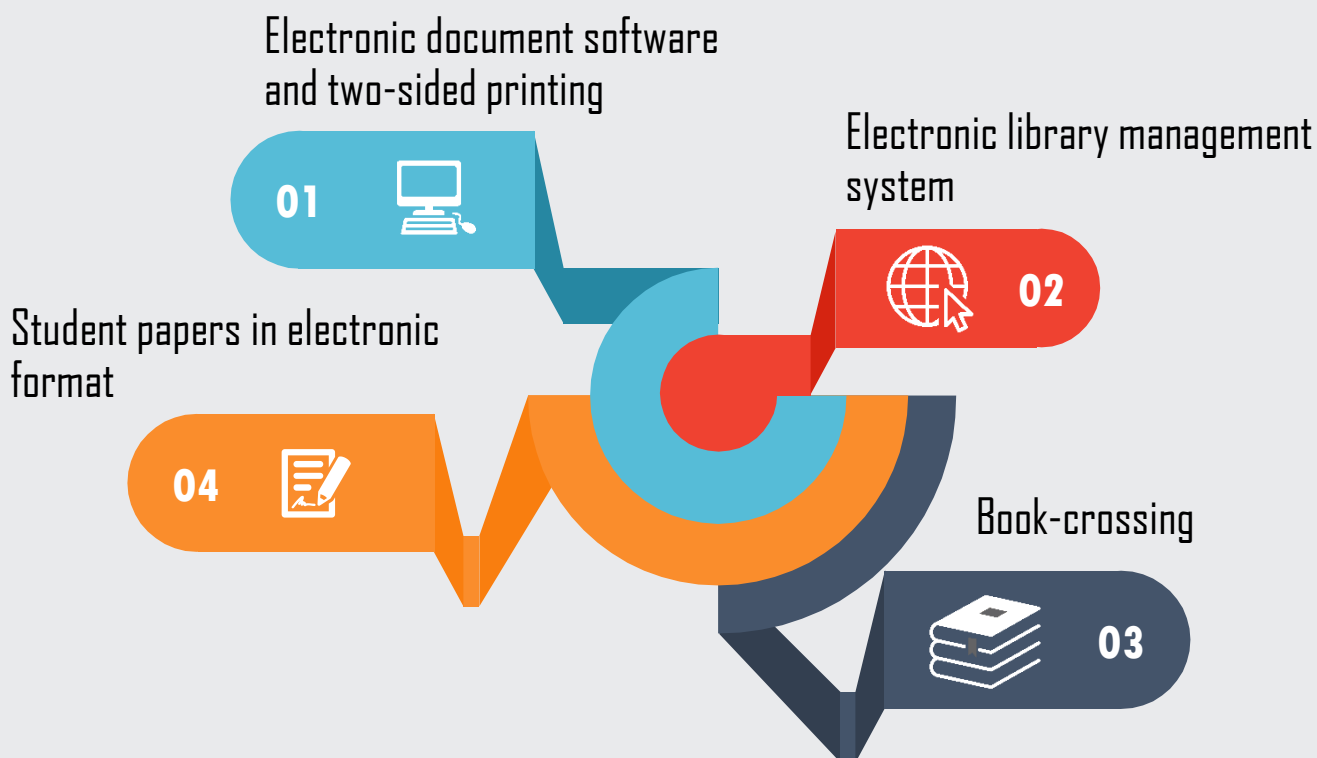 Electronic document software
and two-sided printing
01
Electronic library management
system
02
Student papers in electronic
format
04
Book-crossing
03